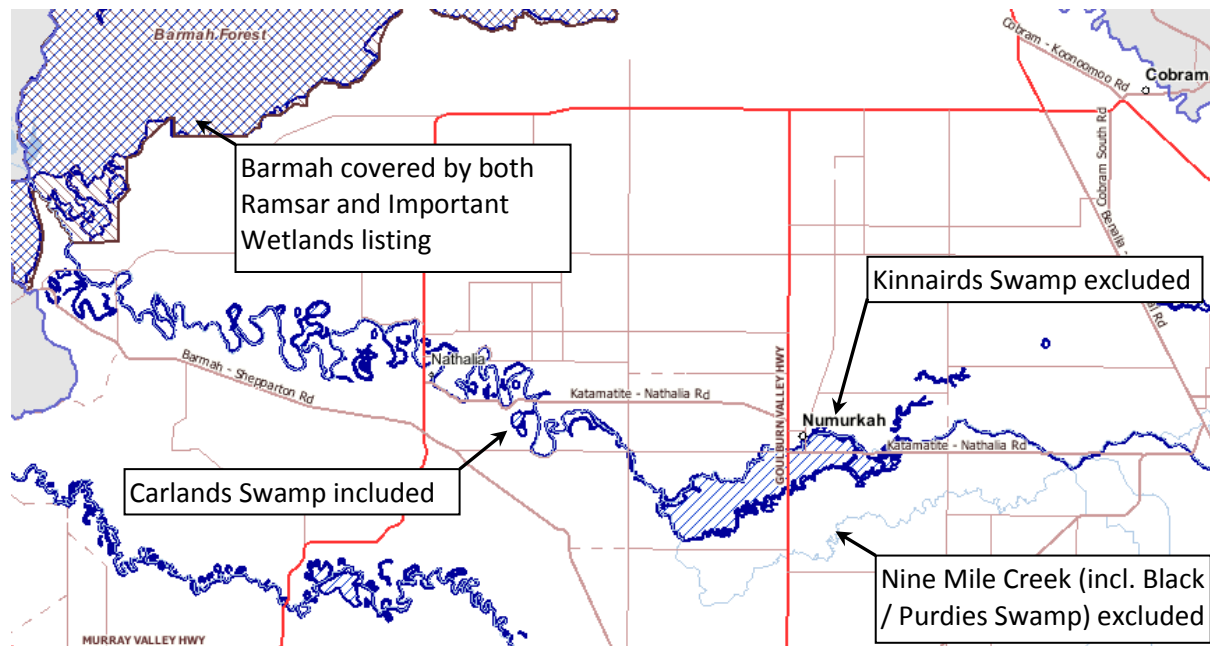 Barmah Forest
Cobram - Koonoomoo Rd
Cobram
Barmah covered by both
Ramsar and Important
Wetlands listing
Cobram South Rd
Benalla -
al Rd
Kinnairds Swamp excluded
Nathalia
Barmah - Shepparton Rd
Katamatite - Nathalia Rd
GOULBURN VALLEY HWY
Numurkah
Katamatite - Nathalia Rd
Carlands Swamp included
Nine Mile Creek (incl. Black
/ Purdies Swamp) excluded
MURRAY VALLEY HWY